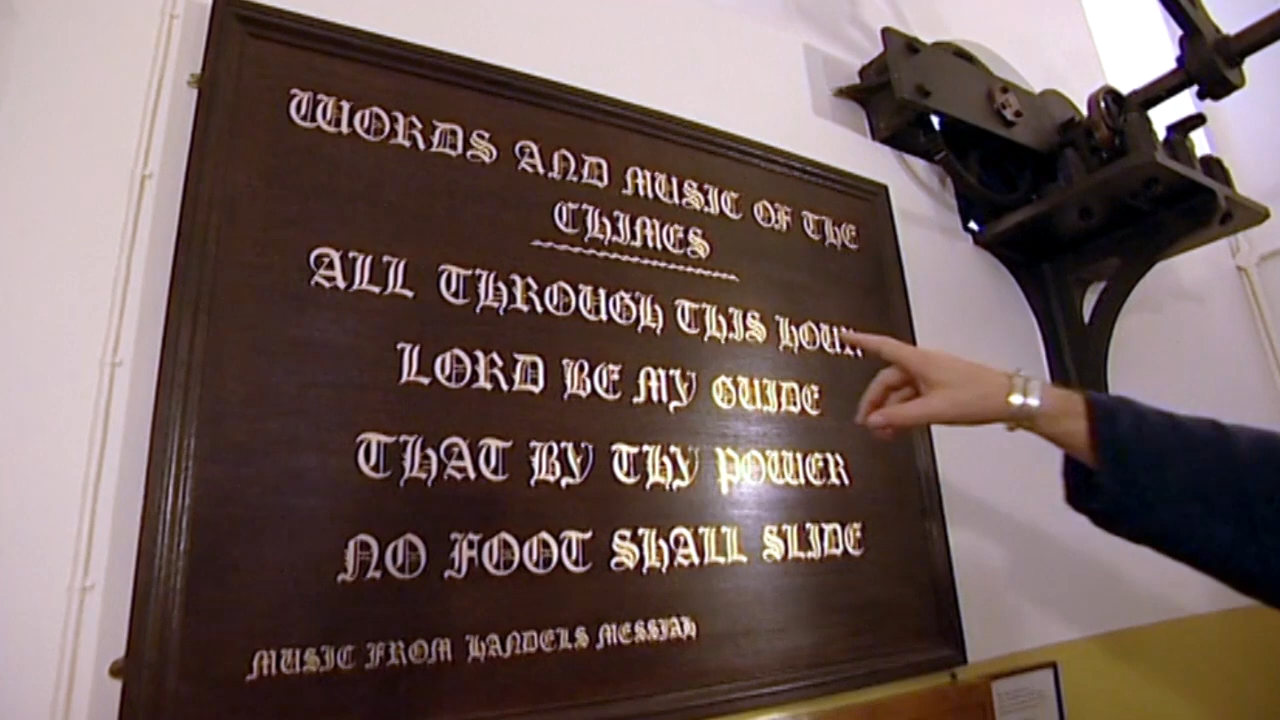 WORDS AND MUSIC OF THE
CHIMES
ALL THROUGH THIS HOUR
LORD BE MY GUIDE
THAT BY THY POWER
NO FOOT SHALL SLIDE
MUSIC FROM HANDELS MESSIAH